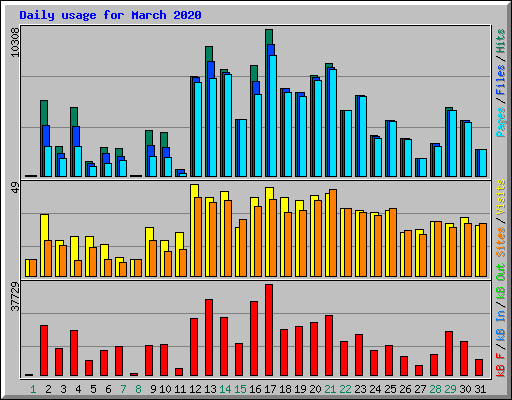 Daily usage for March 2020
10308
Pages / Files / Hits
49
Sites / Visits
37729
kB F / kB In / kB Out
1 2 3 4 5 6 7 8 9 10 11 12 13 14 15 16 17 18 19 20 21 22 23 24 25 26 27 28 29 30 31